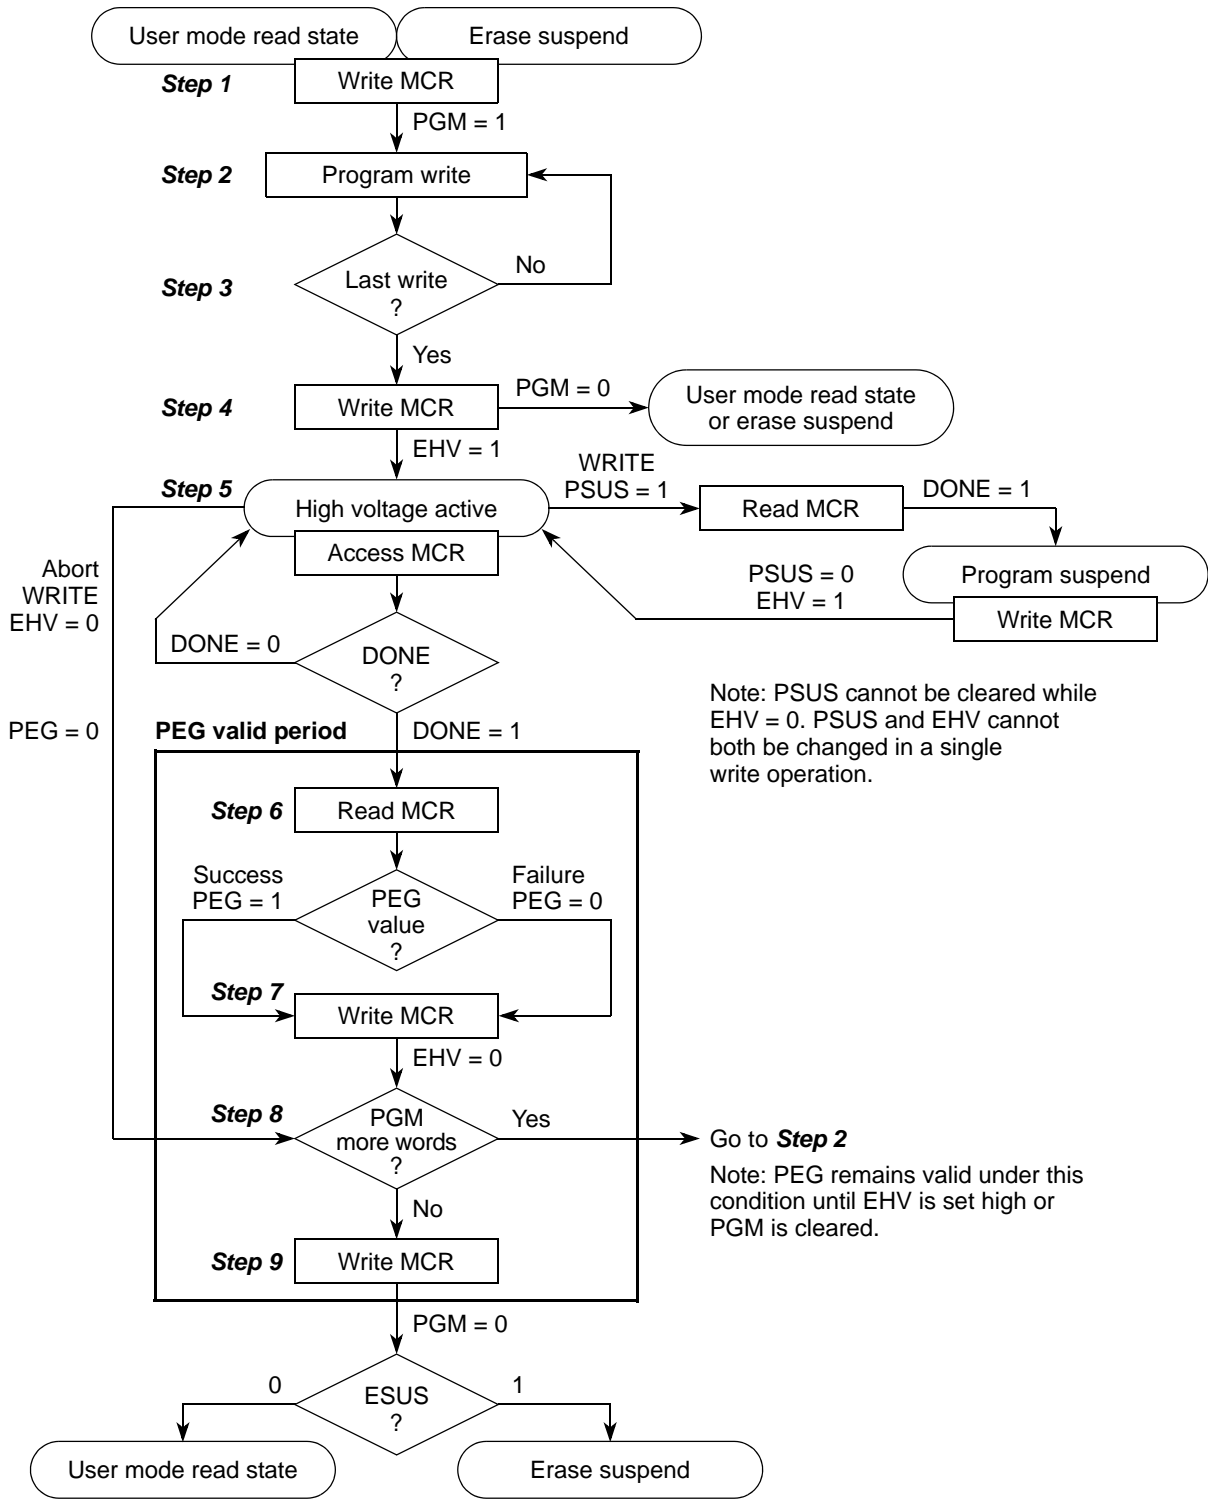 User mode read state
Erase suspend
Step 1
Write MCR
PGM = 1
Step 2
Program write
Step 3
Last write
?
No
Yes
Step 4
Write MCR
PGM = 0
User mode read state
or erase suspend
EHV = 1
Step 5
High voltage active
WRITE
PSUS = 1
Read MCR
DONE = 1
Access MCR
Program suspend
Write MCR
PSUS = 0
EHV = 1
Abort
WRITE
EHV = 0
DONE = 0
DONE
?
Note: PSUS cannot be cleared while
EHV = 0. PSUS and EHV cannot
both be changed in a single
write operation.
PEG = 0
PEG valid period
DONE = 1
Step 6
Read MCR
Success
PEG = 1
PEG
value
?
Failure
PEG = 0
Step 7
Write MCR
EHV = 0
Step 8
PGM
more words
?
Yes
Go to Step 2
Note: PEG remains valid under this
condition until EHV is set high or
PGM is cleared.
No
Step 9
Write MCR
PGM = 0
0
ESUS
?
1
User mode read state
Erase suspend